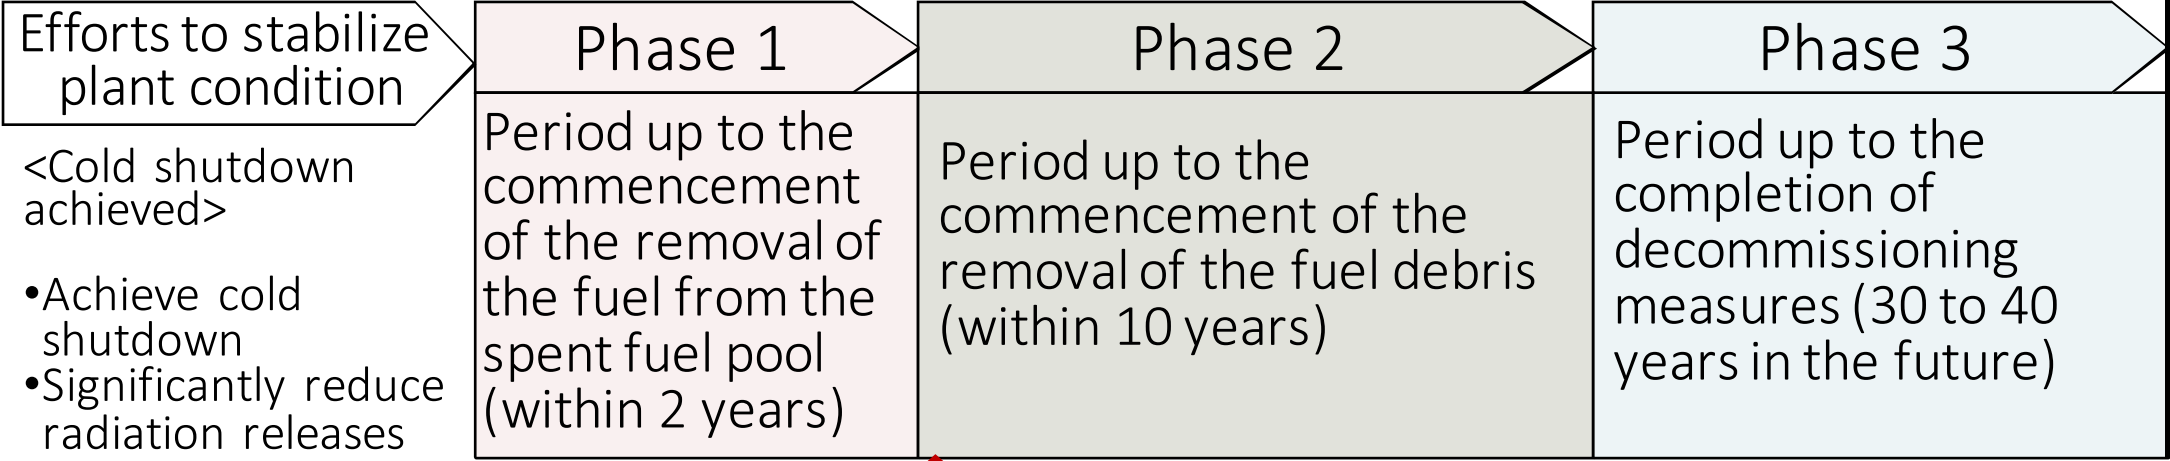 Efforts to stabilize
plant condition
<Cold shutdown
achieved>
•Achieve cold
shutdown
•Significantly reduce
radiation releases
Phase 1
Period up to the
commencement
of the removal of
the fuel from the
spent fuel pool
(within 2 years)
Phase 2
Period up to the
commencement of the
removal of the fuel debris
(within 10 years)
Phase 3
Period up to the
completion of
decommissioning
measures (30 to 40
years in the future)